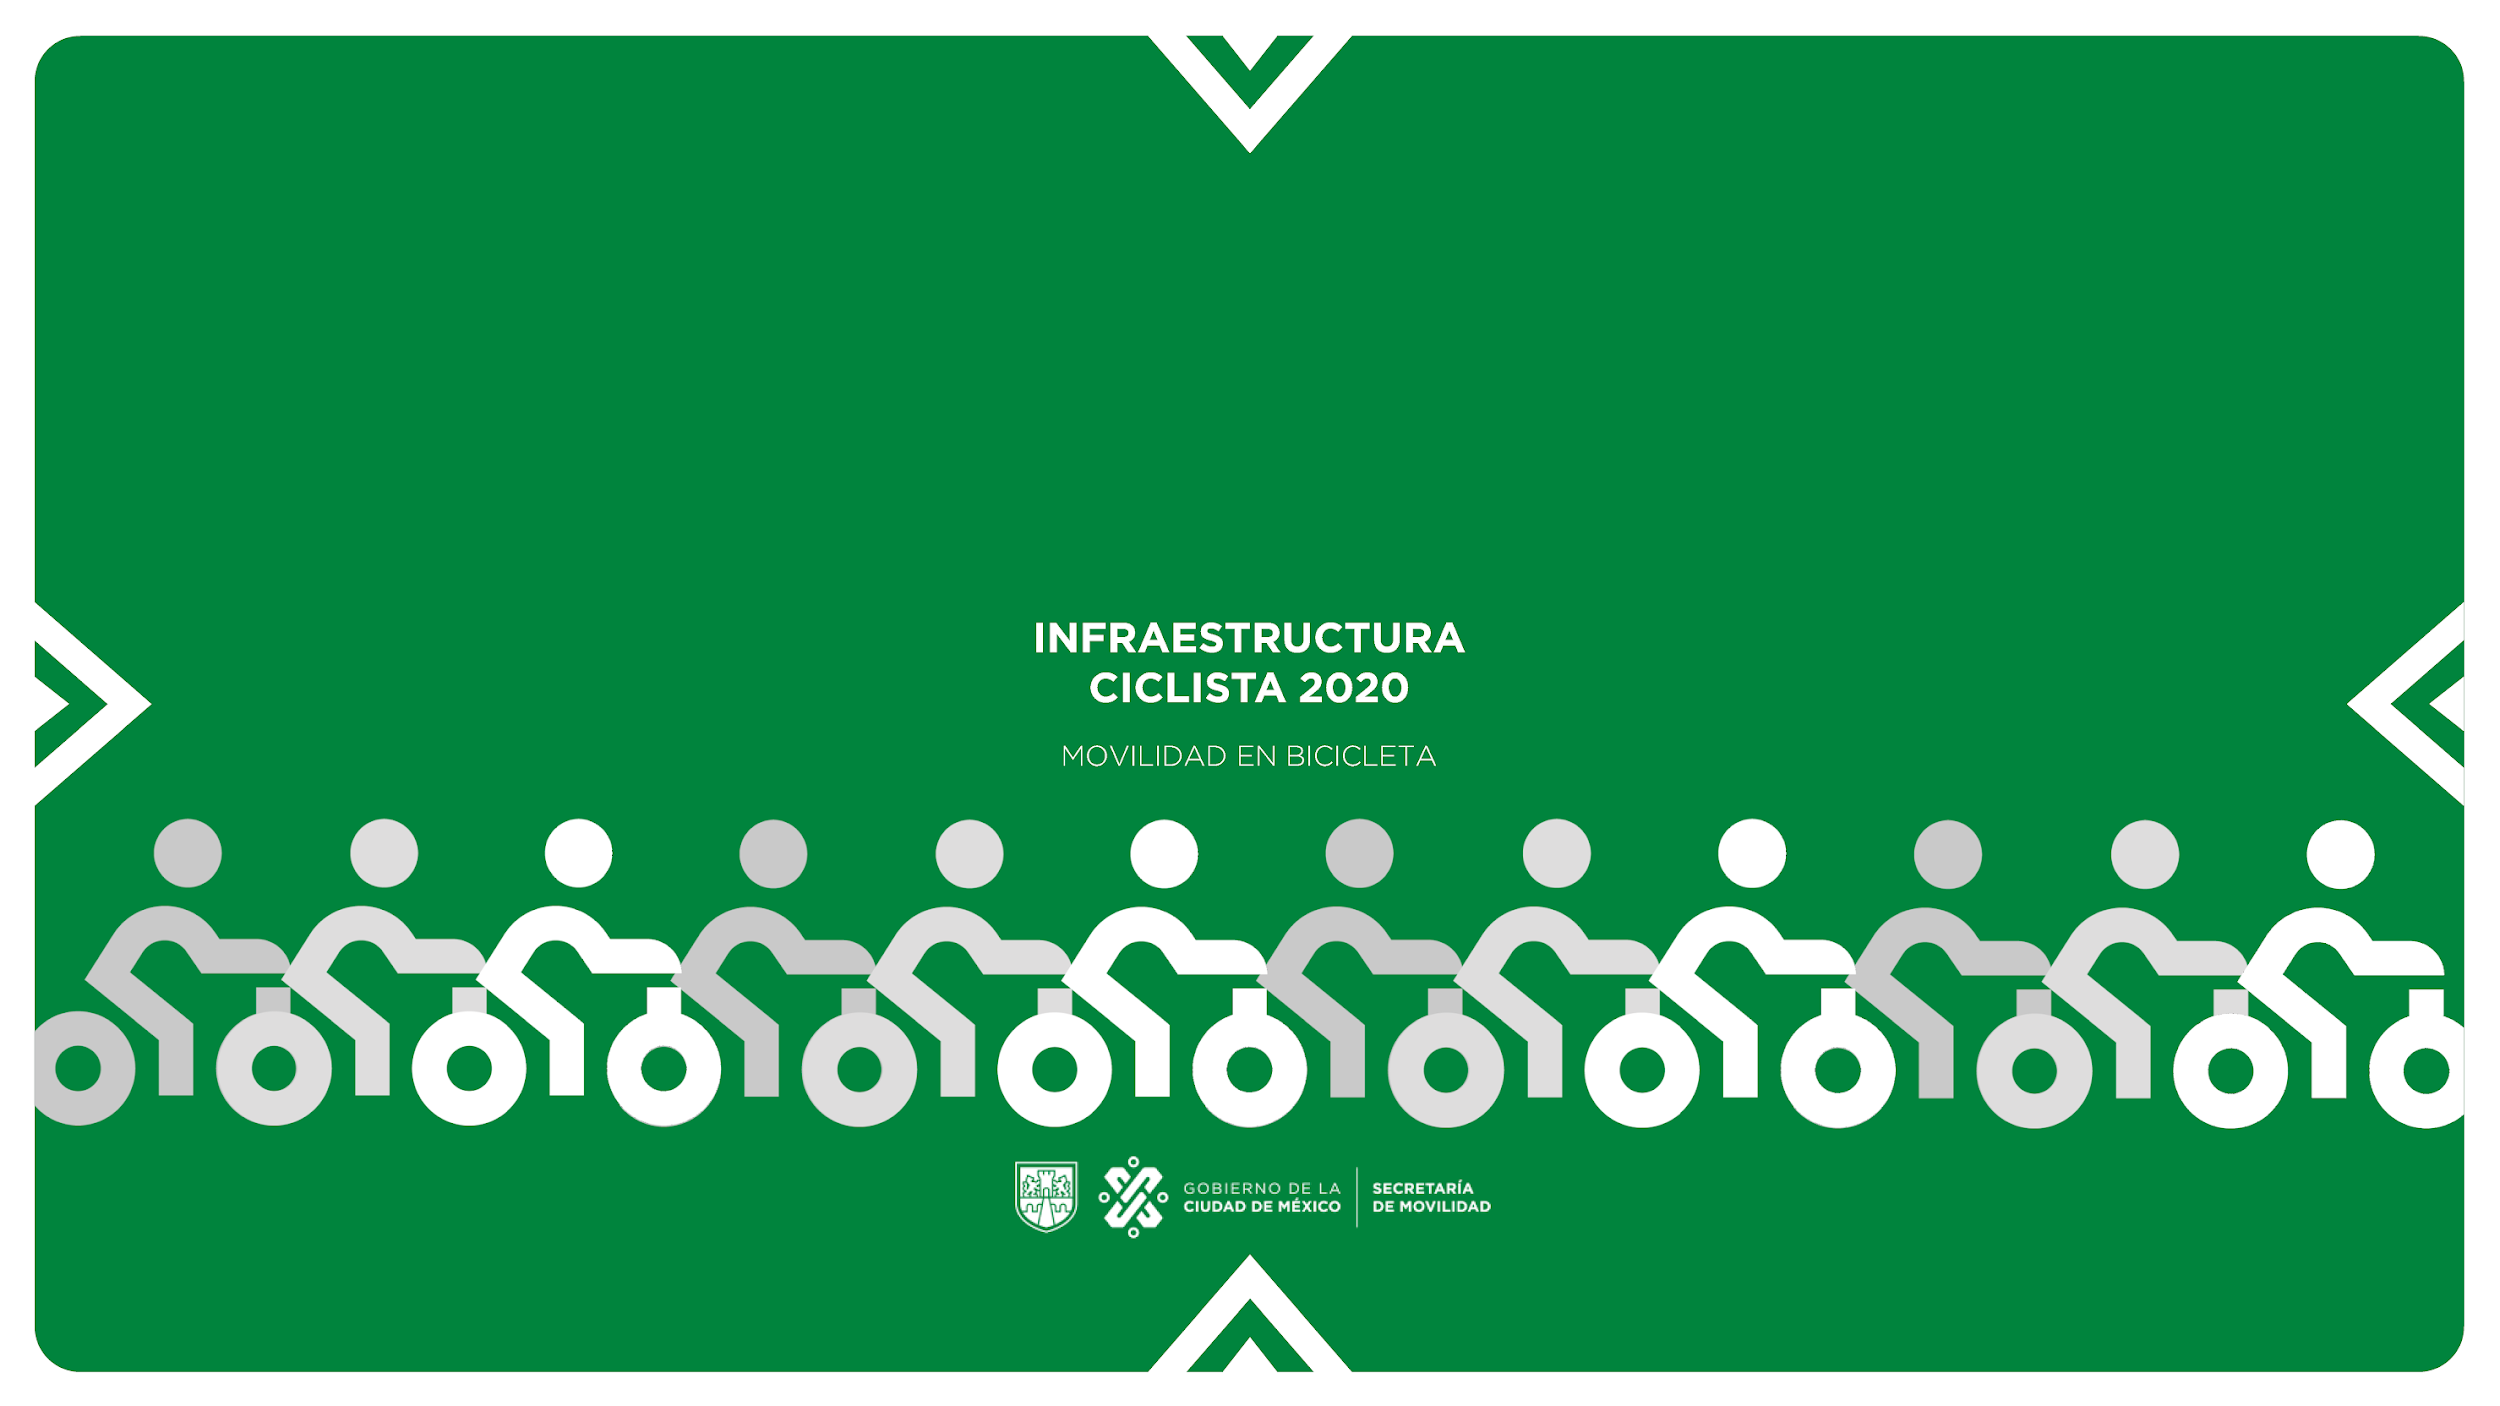 INFRAESTRUCTURA
CICLISTA 2020
MOVILIDAD EN BICICLETA
GOBIERNO DE LA
CIUDAD DE MÉXICO
SECRETARÍA
DE MOVILIDAD